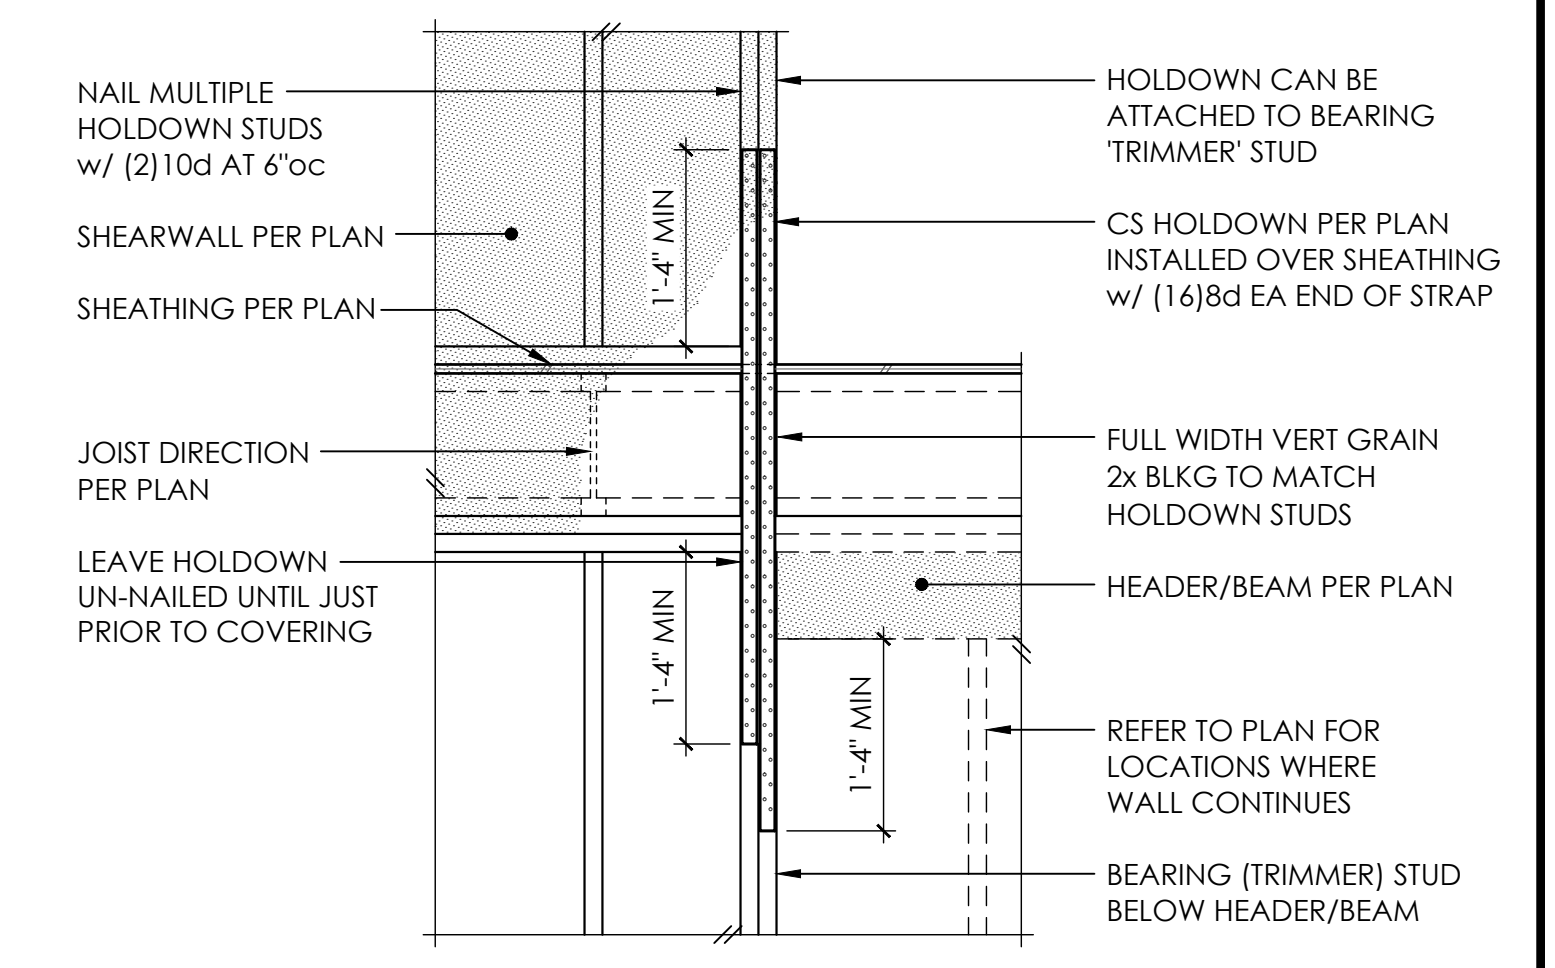 NAIL MULTIPLE
HOLDOWN STUDS
w/ (2)10d AT 6"oc
SHEARWALL PER PLAN
SHEATHING PER PLAN
JOIST DIRECTION
PER PLAN
LEAVE HOLDOWN
UN-NAILED UNTIL JUST
PRIOR TO COVERING
1'-4" MIN
1'-4" MIN
1'-4" MIN
HOLDOWN CAN BE
ATTACHED TO BEARING
'TRIMMER' STUD
CS HOLDOWN PER PLAN
INSTALLED OVER SHEATHING
w/ (16)8d EA END OF STRAP
FULL WIDTH VERT GRAIN
2x BLKG TO MATCH
HOLDOWN STUDS
HEADER/BEAM PER PLAN
REFER TO PLAN FOR
LOCATIONS WHERE
WALL CONTINUES
BEARING (TRIMMER) STUD
BELOW HEADER/BEAM